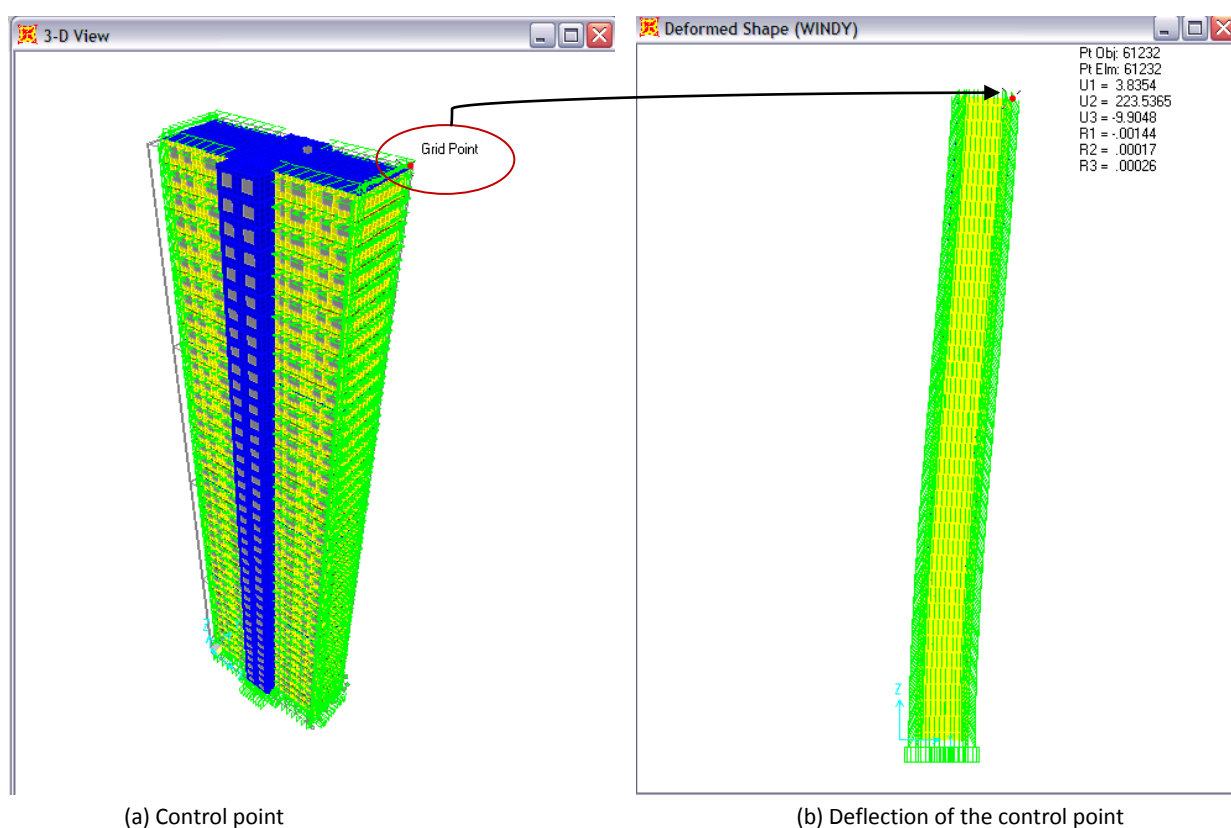 3-D View
Grid Point
Z
(a) Control point
Deformed Shape (WINDY)
Pt Obj: 61232
Pt Elm: 61232
U1 = 3.8354
U2 = 223.5365
U3 = -9.9048
R1 = -.00144
R2 = .00017
R3 = .00026
Z
(b) Deflection of the control point